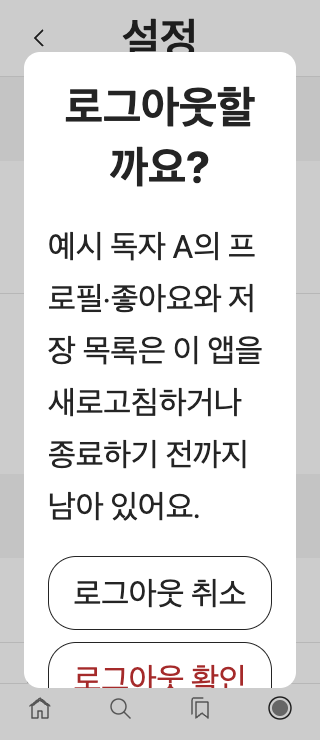 설정
로그아웃할
까요?
예시 독자 A의 프
로필·좋아요와 저
장 목록은 이 앱을
새로고침하거나
종료하기 전까지
남아 있어요.
로그아웃 취소
로그아웃 확인